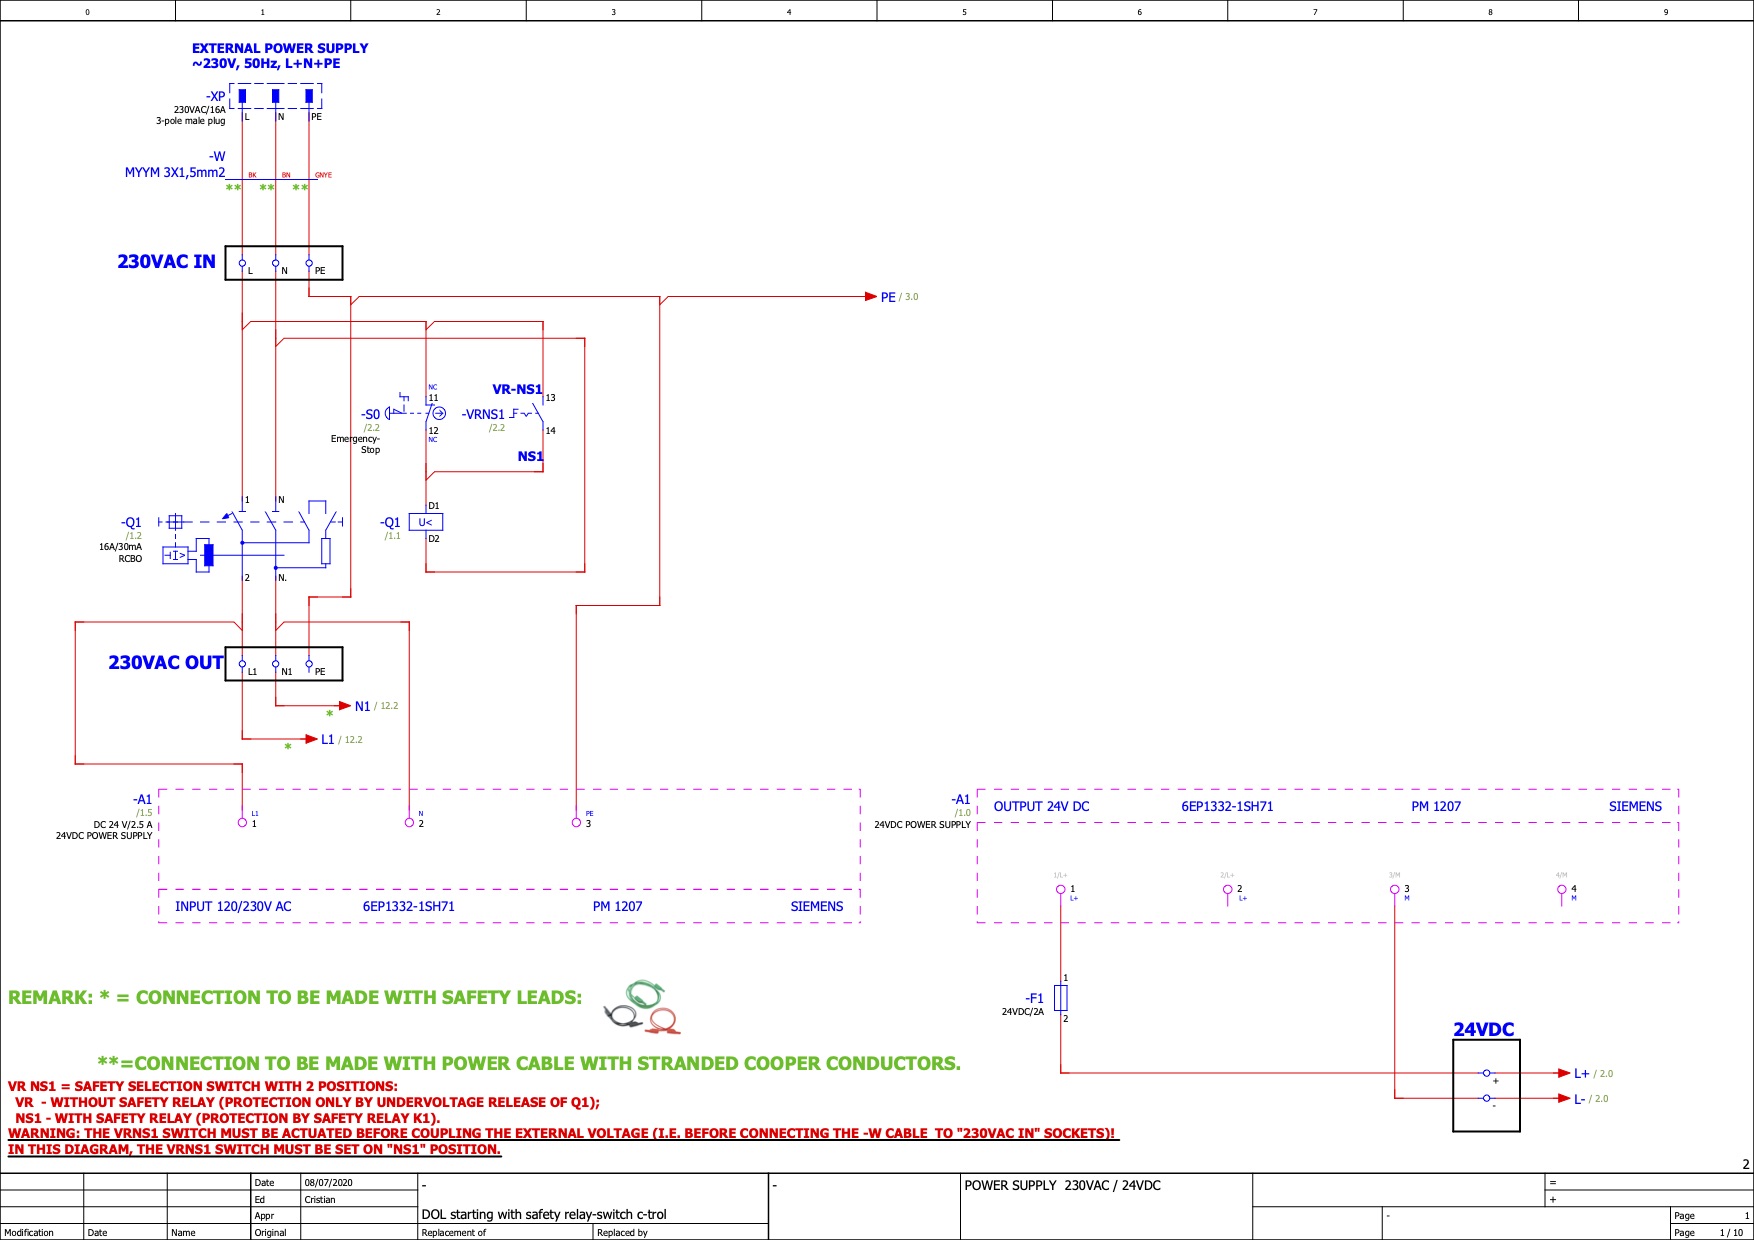 0 1 2 3 4 5 6 7 8 9
EXTERNAL POWER SUPPLY
~230V, 50Hz, L+N+PE
-XP
230VAC/16A
3-pole male plug
L N PE
-W
MYYM 3X1,5mm2
BK BN GNYE
** ** **
230VAC IN
L N PE
PE / 3.0
NC
11
-S0
/2.2
Emergency-
Stop
12
NC
VR-NS1
13
-VRNS1
/2.2
14
NS1
1 N
-Q1
/1.2
16A/30mA
RCBO
I>
2 N.
D1
-Q1
/1.1
U<
D2
230VAC OUT
L1 N1 PE
N1 / 12.2
*
L1 / 12.2
*
-A1
/1.5
DC 24 V/2.5 A
24VDC POWER SUPPLY
L1
1
N
2
PE
3
INPUT 120/230V AC 6EP1332-1SH71 PM 1207 SIEMENS
-A1
/1.0
24VDC POWER SUPPLY
OUTPUT 24V DC 6EP1332-1SH71 PM 1207 SIEMENS
1/L+ 2/L+ 3/M 4/M
1 2 3 4
L+ L+ M M
1
-F1
24VDC/2A
2
24VDC
+
-
L+ / 2.0
L- / 2.0
REMARK: * = CONNECTION TO BE MADE WITH SAFETY LEADS:
**=CONNECTION TO BE MADE WITH POWER CABLE WITH STRANDED COOPER CONDUCTORS.
VR NS1 = SAFETY SELECTION SWITCH WITH 2 POSITIONS:
VR - WITHOUT SAFETY RELAY (PROTECTION ONLY BY UNDERVOLTAGE RELEASE OF Q1);
NS1 - WITH SAFETY RELAY (PROTECTION BY SAFETY RELAY K1).
WARNING: THE VRNS1 SWITCH MUST BE ACTUATED BEFORE COUPLING THE EXTERNAL VOLTAGE (I.E. BEFORE CONNECTING THE -W CABLE TO "230VAC IN" SOCKETS)!
IN THIS DIAGRAM, THE VRNS1 SWITCH MUST BE SET ON "NS1" POSITION.
2
Date 08/07/2020
Ed Cristian
Appr
Modification Date Name Original
-
DOL starting with safety relay-switch c-trol
Replacement of Replaced by
-
POWER SUPPLY 230VAC / 24VDC
=
+
-
Page 1
Page 1 / 10